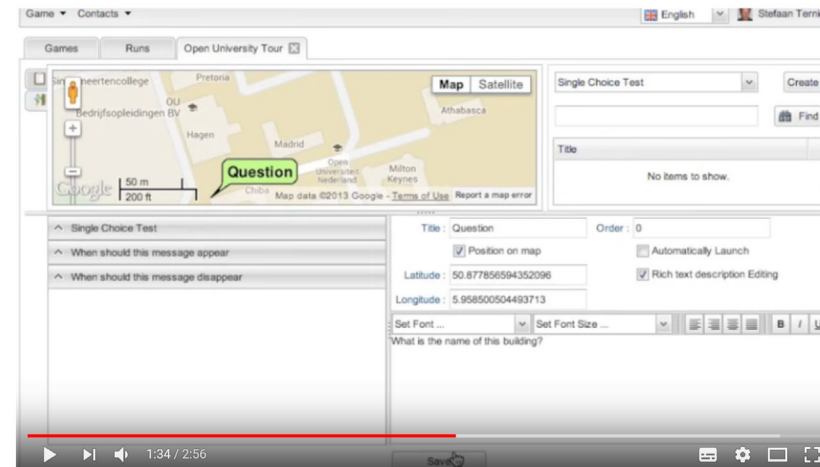 Game Contacts English Stefaan Terni
Games Runs Open University Tour
meertencollege Pretoria Map Satellite Single Choice Test Create
OU
Bedrijfsopleidingen BV Athabasca
Find
Hagen
Madrid Title
Open
Universiteit
Nederland
Milton
Keynes
No items to show.
Question
50 m
200 ft
Google Chiba Map data ©2013 Google - Terms of Use Report a map error
Single Choice Test Title : Question Order : 0
When should this message appear Position on map Automatically Launch
When should this message disappear Latitude : 50.877856594352096 Rich text description Editing
Longitude : 5.958500504493713
Set Font ... Set Font Size ... B I U
What is the name of this building?
1:34 / 2:56
Save